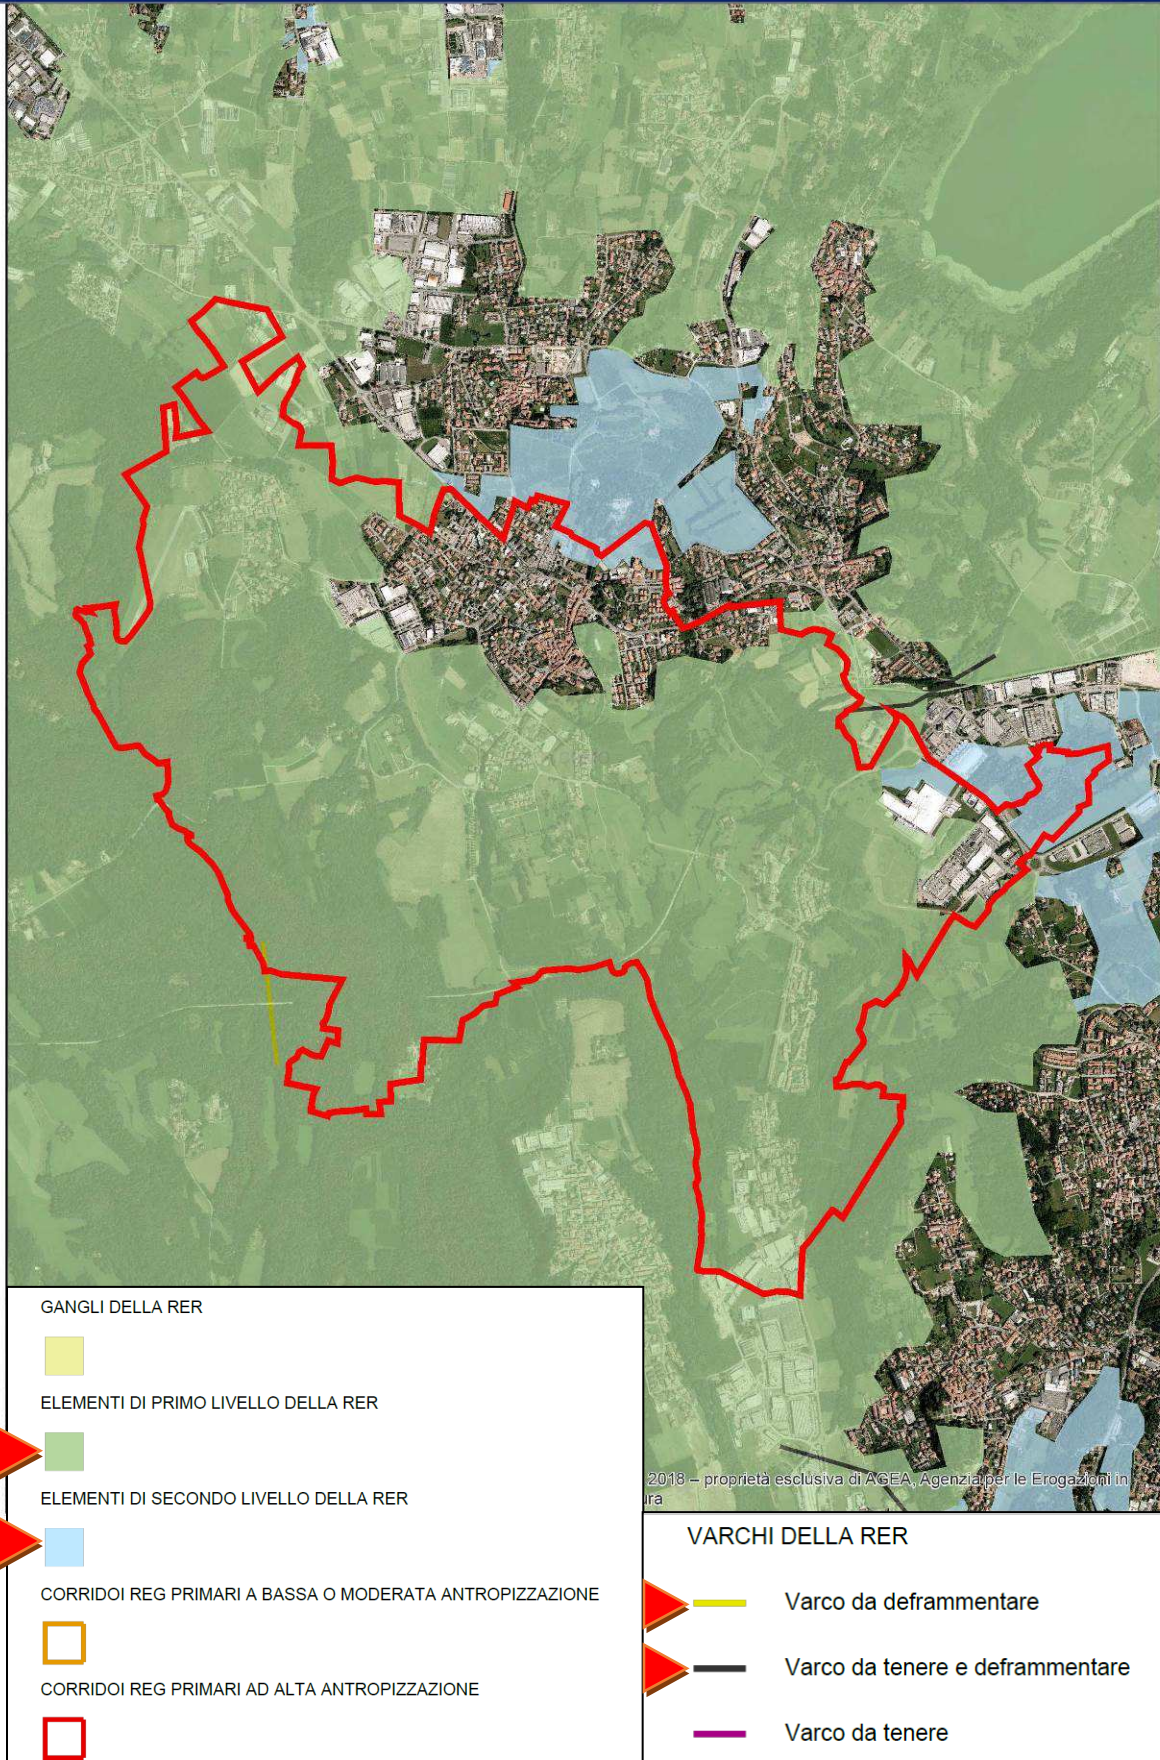 GANGLI DELLA RER
ELEMENTI DI PRIMO LIVELLO DELLA RER
ELEMENTI DI SECONDO LIVELLO DELLA RER
CORRIDOI REG PRIMARI A BASSA O MODERATA ANTROPIZZAZIONE
CORRIDOI REG PRIMARI AD ALTA ANTROPIZZAZIONE
2018 – proprietà esclusiva di AGEA, Agenzia per le Erogazioni in
ura
VARCHI DELLA RER
Varco da deframmentare
Varco da tenere e deframmentare
Varco da tenere